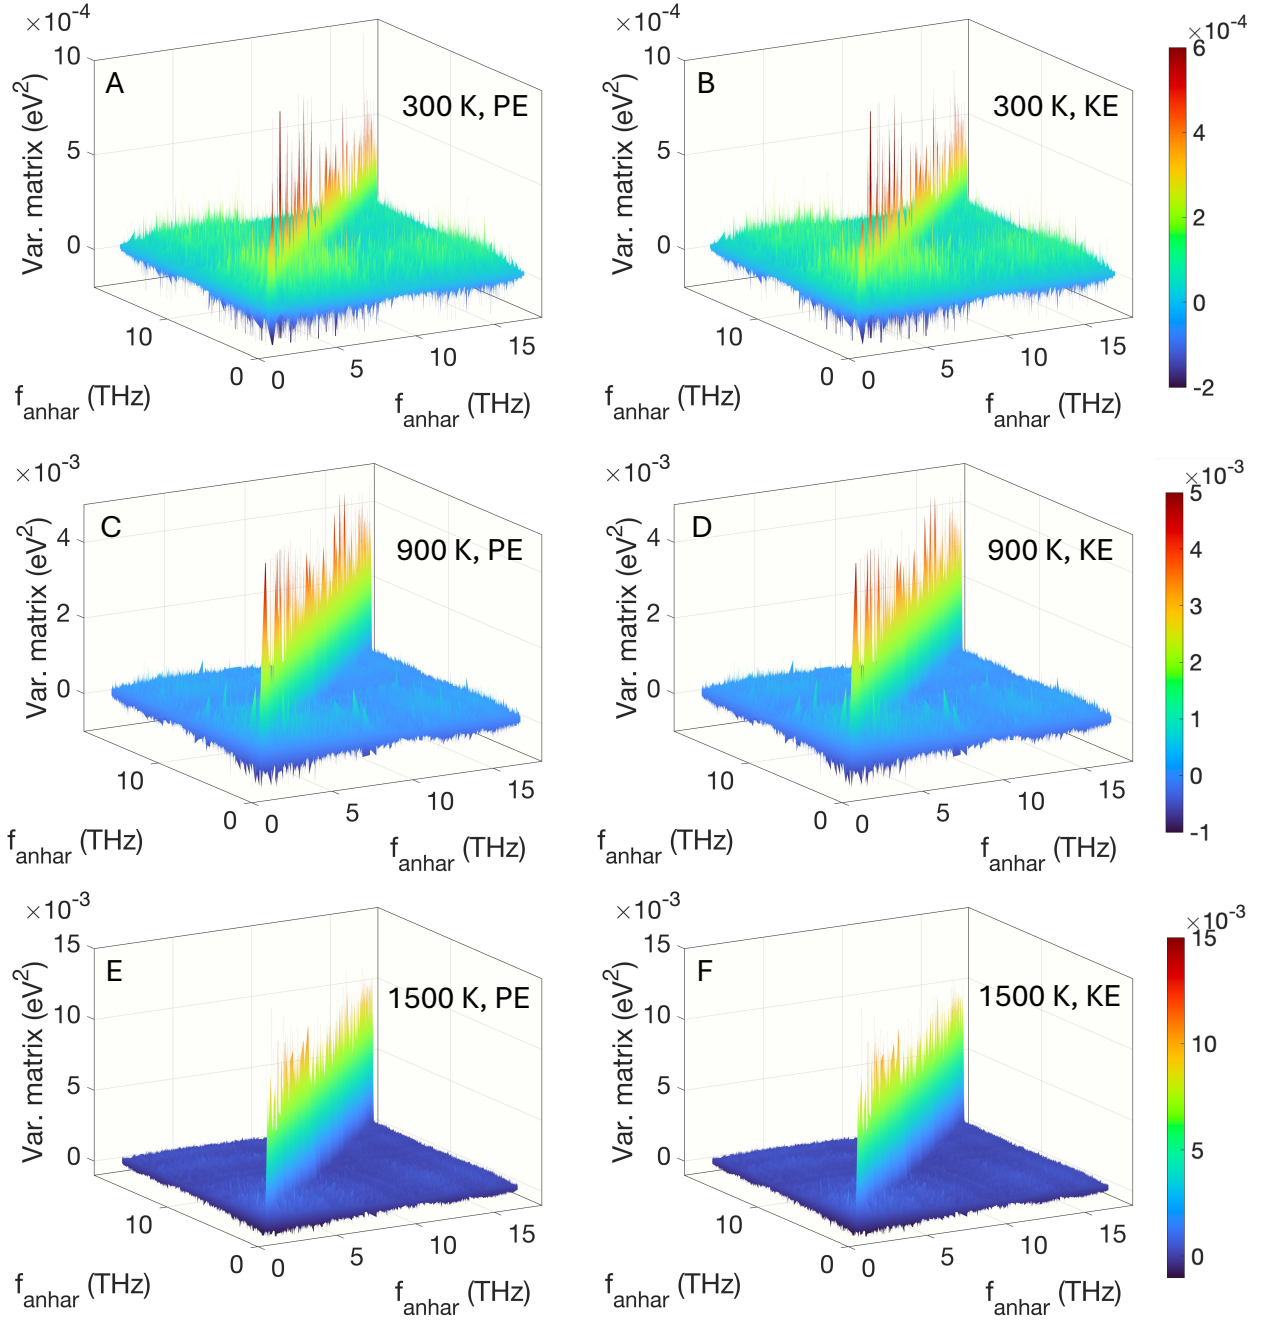 ×10⁻⁴
10
5
0
Var. matrix (eV²)
A
300 K, PE
10
0
0
5
10
15
f_anhar (THz)
f_anhar (THz)
×10⁻⁴
10
5
0
Var. matrix (eV²)
B
300 K, KE
10
0
0
5
10
15
f_anhar (THz)
f_anhar (THz)
×10⁻⁴
6
4
2
0
-2
×10⁻³
4
2
0
Var. matrix (eV²)
C
900 K, PE
10
0
0
5
10
15
f_anhar (THz)
f_anhar (THz)
×10⁻³
4
2
0
Var. matrix (eV²)
D
900 K, KE
10
0
0
5
10
15
f_anhar (THz)
f_anhar (THz)
×10⁻³
5
4
3
2
1
0
-1
×10⁻³
15
10
5
0
Var. matrix (eV²)
E
1500 K, PE
10
0
0
5
10
15
f_anhar (THz)
f_anhar (THz)
×10⁻³
15
10
5
0
Var. matrix (eV²)
F
1500 K, KE
10
0
0
5
10
15
f_anhar (THz)
f_anhar (THz)
×10⁻³
15
10
5
0